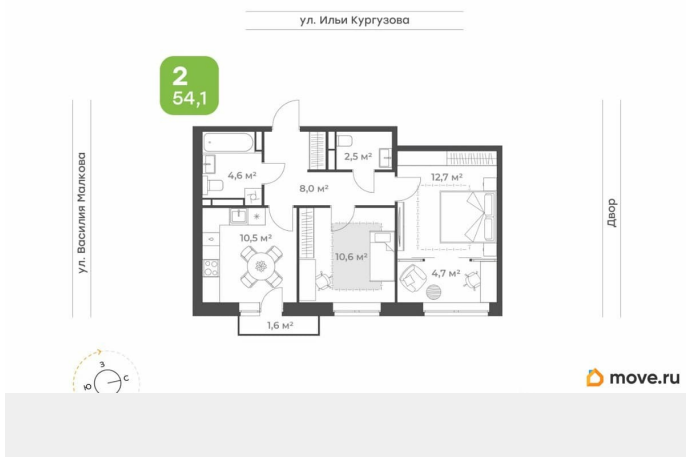 ул. Ильи Кургузова
2
54,1
2,5 м²
4,6 м²
12,7 м²
8,0 м²
ул. Василия Малкова
Двор
10,5 м²
10,6 м²
4,7 м²
1,6 м²
З
С
Ю
move.ru